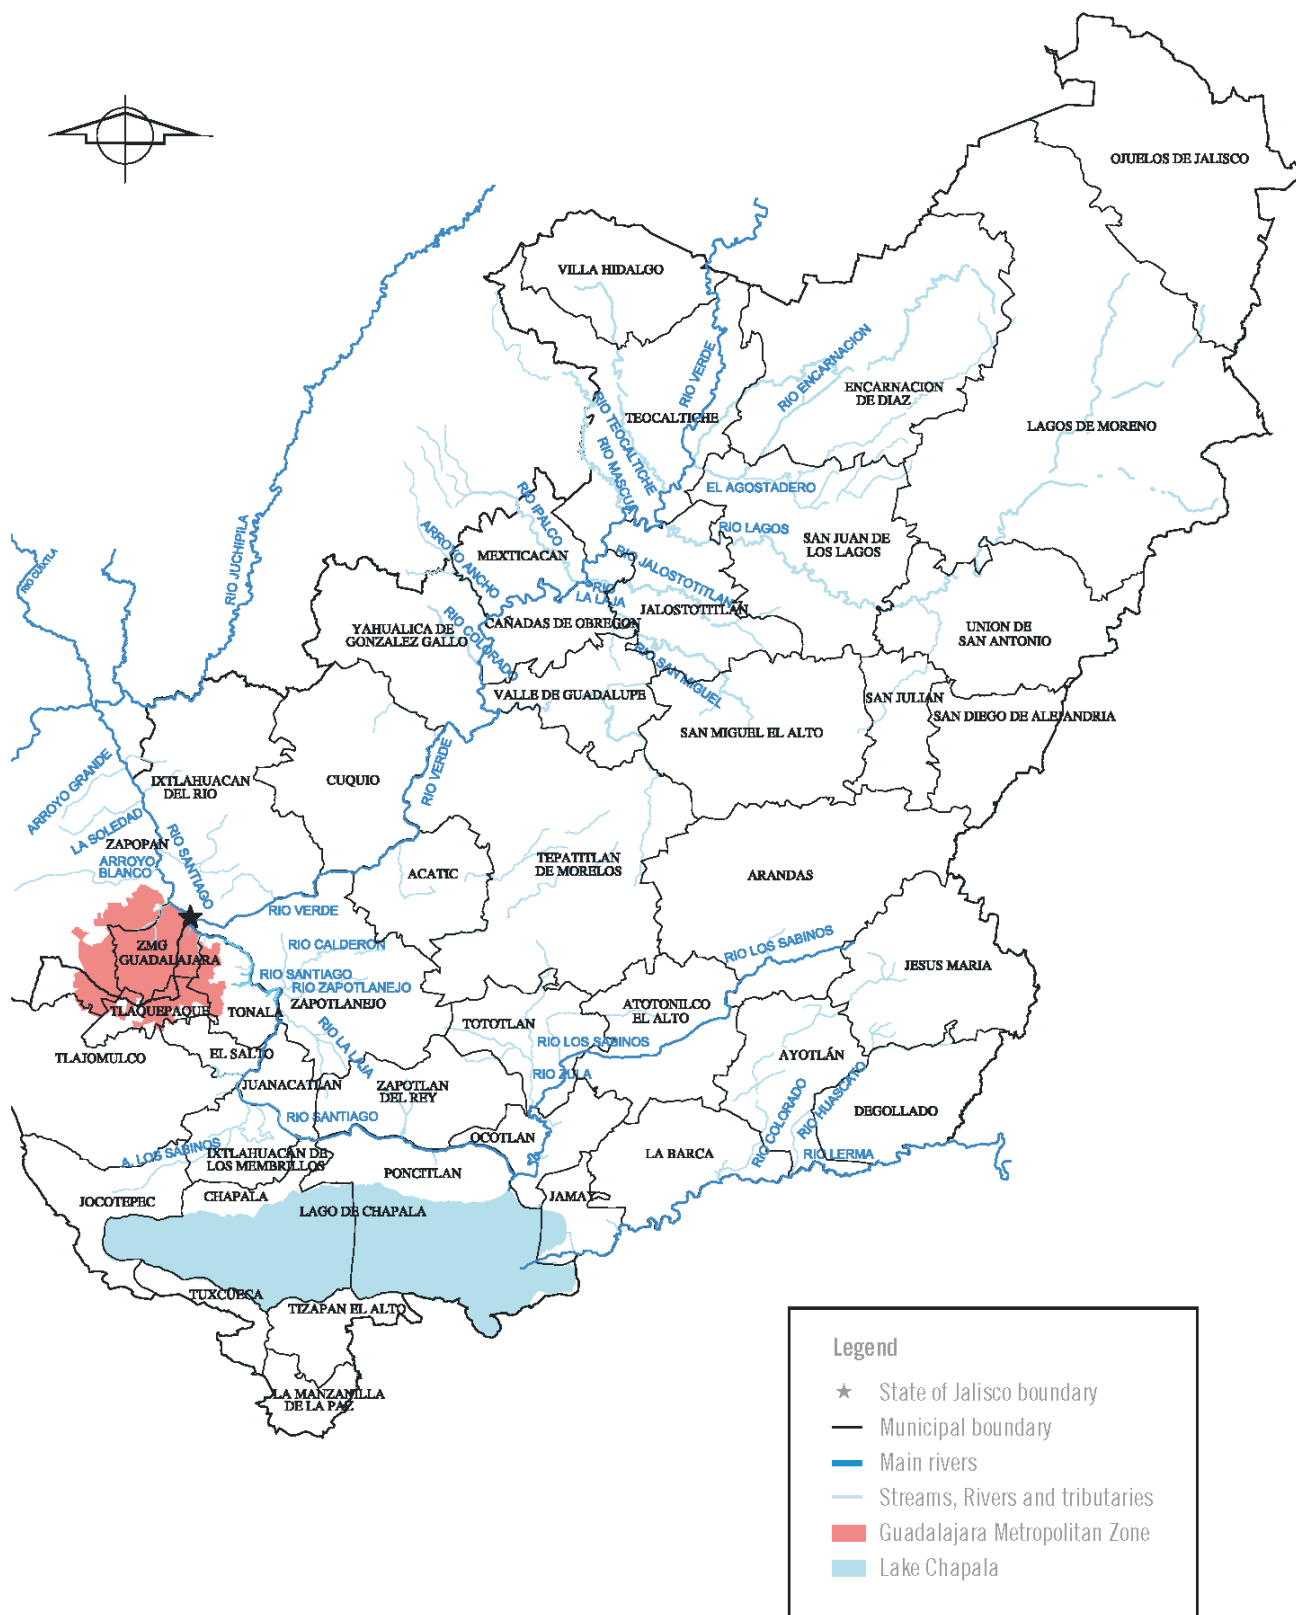 OJUELOS DE JALISCO
VILLA HIDALGO
RIO VERDE
RIO ENCARNACION
ENCARNACION
DE DIAZ
TEOCALTICHE
RIO TEOCALTICHE
RIO MASCUA
LAGOS DE MORENO
EL AGOSTADERO
RIO LAGOS
SAN JUAN DE
LOS LAGOS
RIO IPALCO
ARROYO ANCHO
MEXTICACAN
RIO JUCHIPILA
RIO CUIXTLA
RIO JALOSTOTITLAN
RIO
LA LAJA
JALOSTOTITLAN
CAÑADAS DE OBREGON
YAHUALICA DE
GONZALEZ GALLO
RIO COLORADO
UNION DE
SAN ANTONIO
RIO SAN MIGUEL
VALLE DE GUADALUPE
SAN JULIAN
SAN DIEGO DE ALEJANDRIA
SAN MIGUEL EL ALTO
RIO VERDE
ARROYO GRANDE
IXTLAHUACAN
DEL RIO
CUQUIO
LA SOLEDAD
ZAPOPAN
RIO SANTIAGO
ARROYO
BLANCO
ACATIC
TEPATITLAN
DE MORELOS
ARANDAS
RIO VERDE
ZMG
GUADALAJARA
RIO CALDERON
RIO LOS SABINOS
JESUS MARIA
RIO SANTIAGO
RIO ZAPOTLANEJO
TLAQUEPAQUE
TONALA
ZAPOTLANEJO
ATOTONILCO
EL ALTO
TOTOTLAN
RIO LA LAJA
RIO LOS SABINOS
TLAJOMULCO
EL SALTO
AYOTLÁN
RIO ZULA
JUANACATLAN
ZAPOTLAN
DEL REY
RIO COLORADO
RIO HUASCATO
DEGOLLADO
RIO SANTIAGO
OCOTLAN
A. LOS SABINOS
IXTLAHUACAN DE
LOS MEMBRILLOS
LA BARCA
RIO LERMA
PONCITLAN
JOCOTEPEC
CHAPALA
JAMAY
LAGO DE CHAPALA
TUXCUECA
TIZAPAN EL ALTO
LA MANZANILLA
DE LA PAZ
Legend
State of Jalisco boundary
Municipal boundary
Main rivers
Streams, Rivers and tributaries
Guadalajara Metropolitan Zone
Lake Chapala